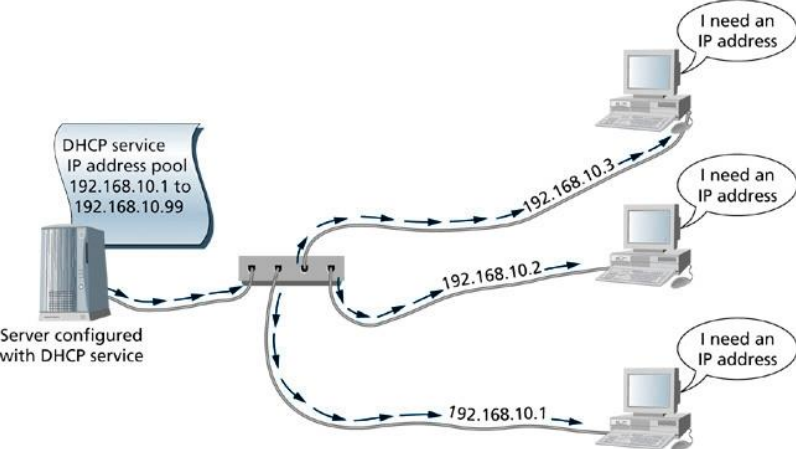 I need an
IP address
DHCP service
IP address pool
192.168.10.1 to
192.168.10.99
192.168.10.3
I need an
IP address
192.168.10.2
Server configured
with DHCP service
I need an
IP address
192.168.10.1